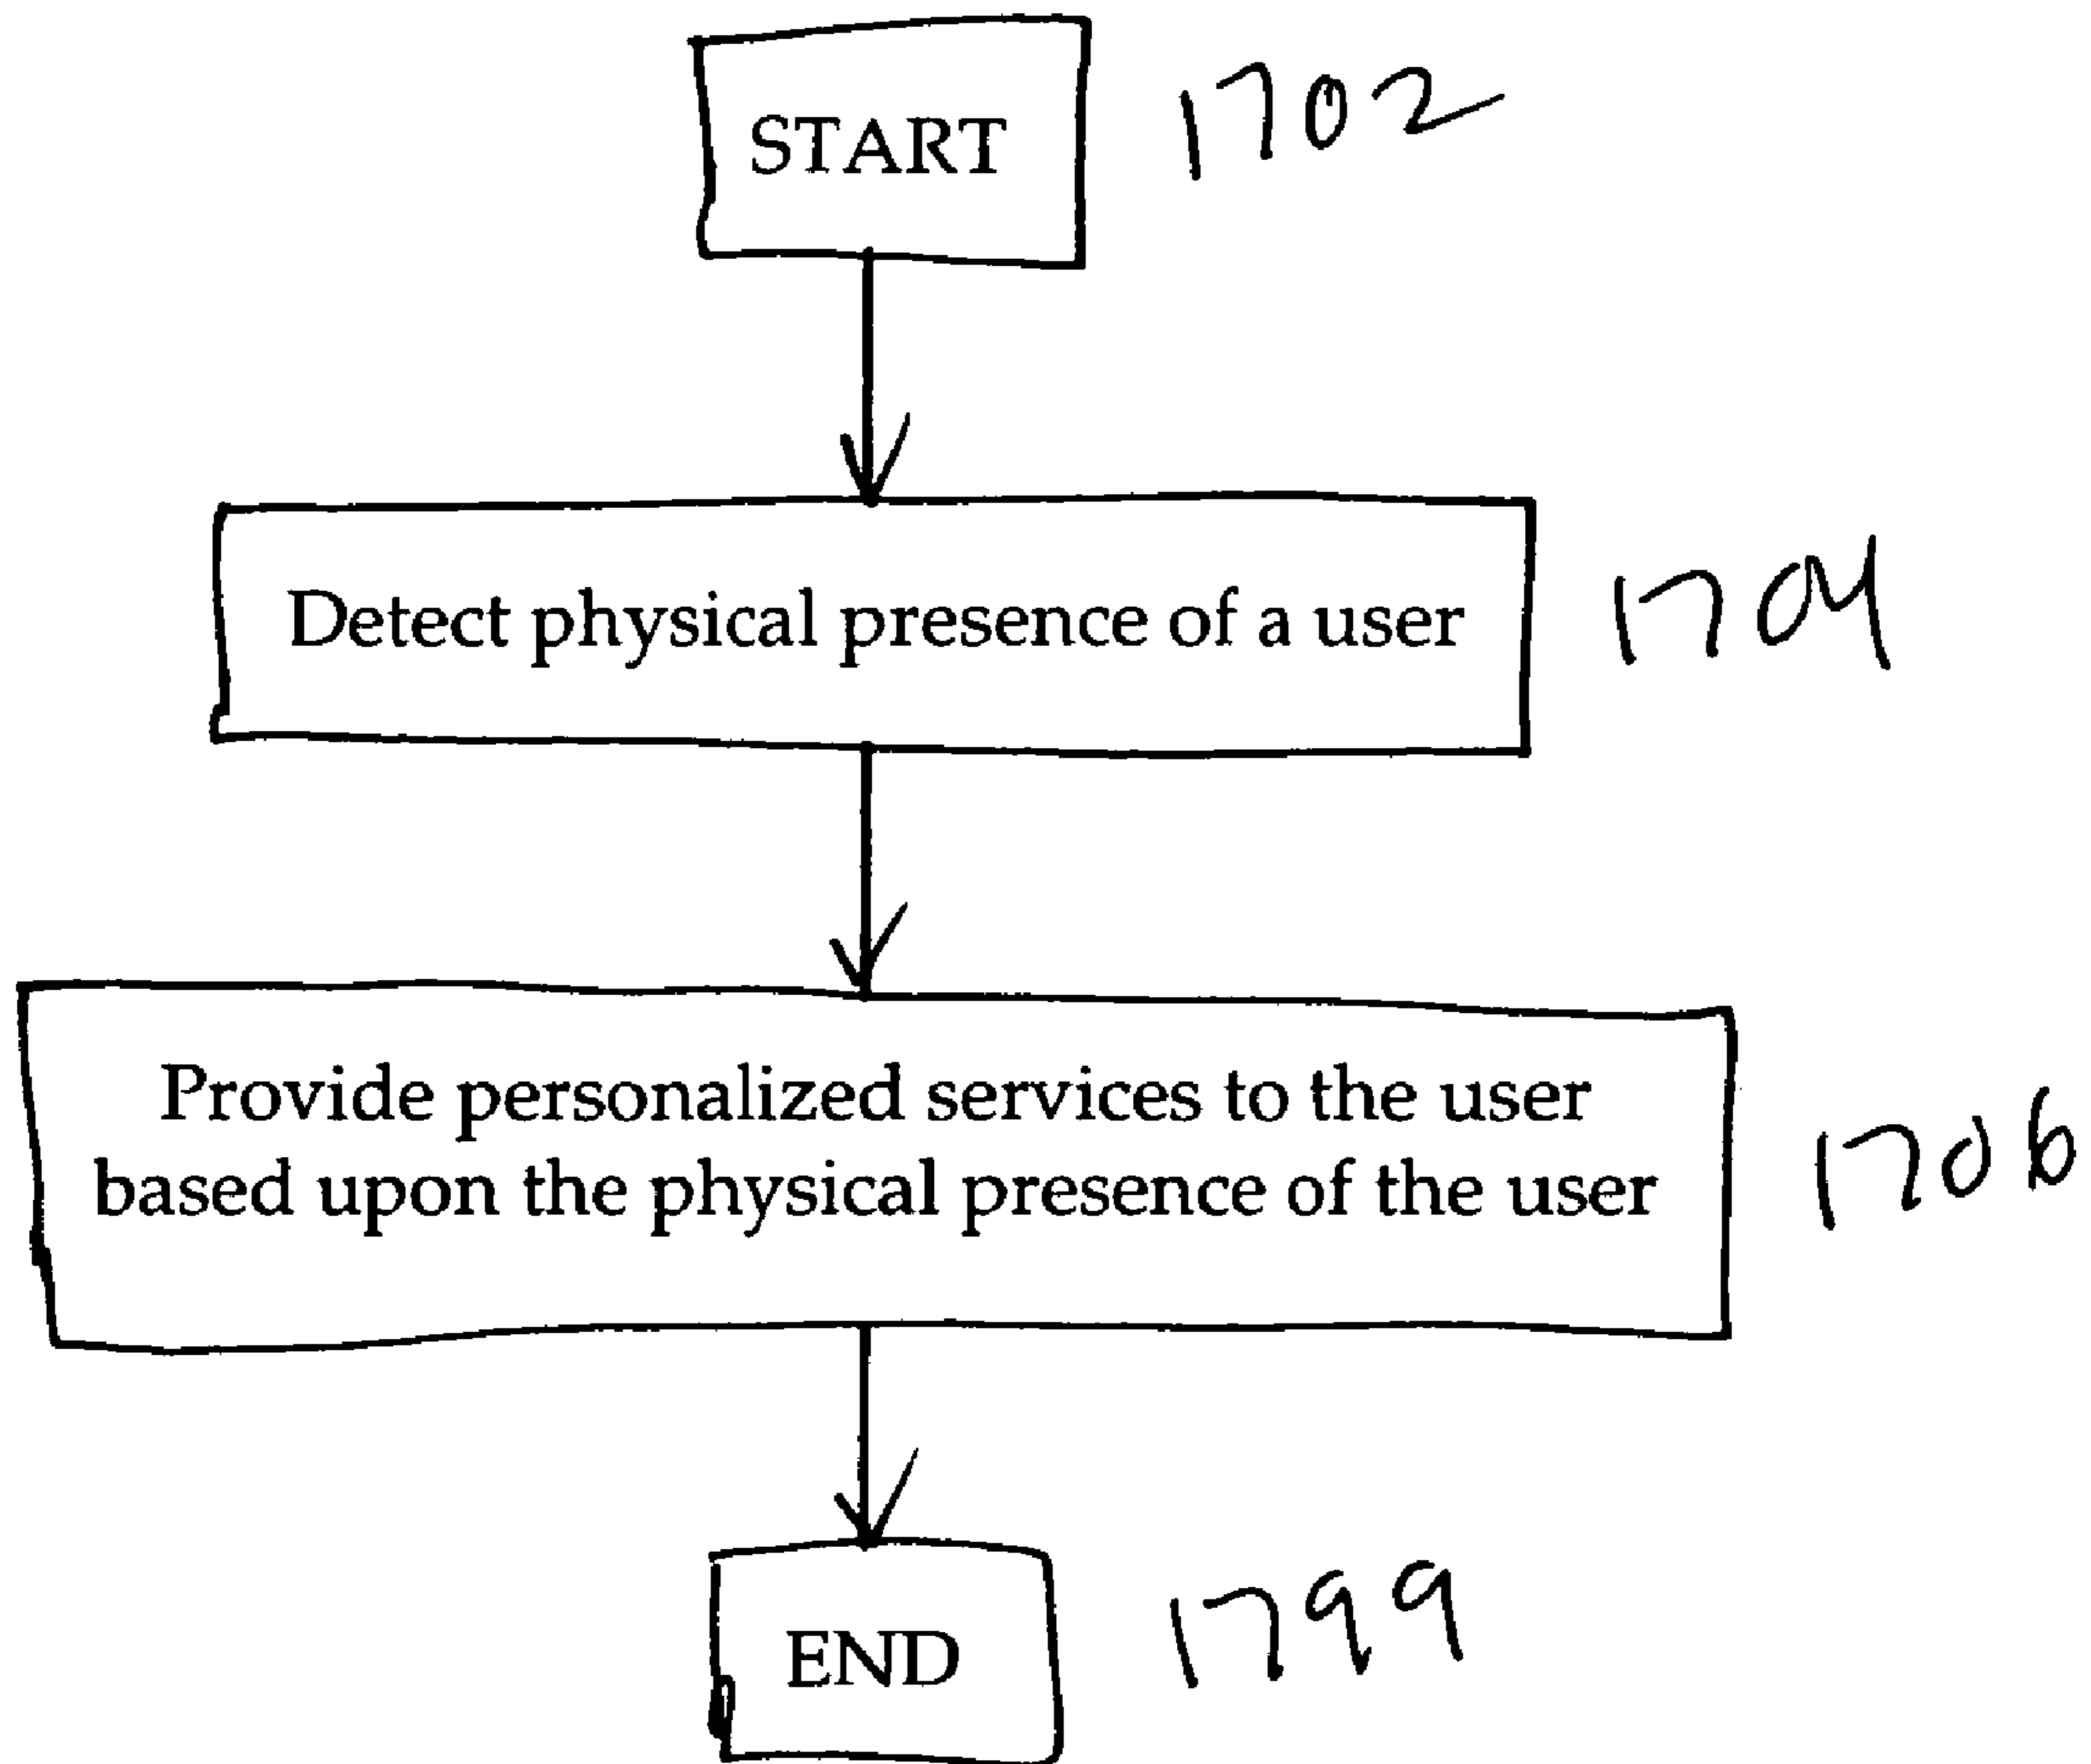 START
1702
Detect physical presence of a user
1704
Provide personalized services to the user
based upon the physical presence of the user
1706
END
1799